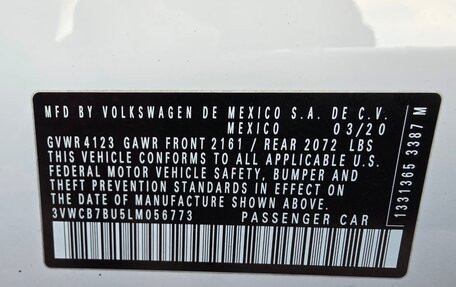 MFD BY VOLKSWAGEN DE MEXICO S.A. DE C.V.
MEXICO 03/20
GVWR 4123 GAWR FRONT 2161 / REAR 2072 LBS
THIS VEHICLE CONFORMS TO ALL APPLICABLE
FEDERAL MOTOR VEHICLE SAFETY, BUMPER AND
THEFT PREVENTION STANDARDS IN EFFECT ON THE
DATE OF MANUFACTURE SHOWN ABOVE.
3VWCB7BU5LM056773 PASSENGER CAR
1331365 3387 M